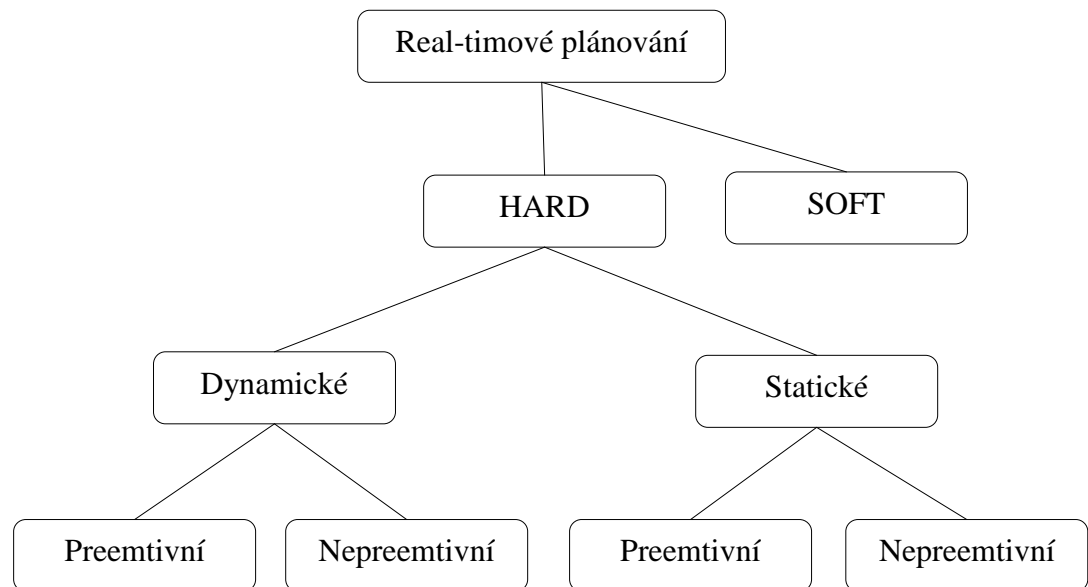 Real-timové plánování
HARD
SOFT
Dynamické
Statické
Preemtivní
Nepreemtivní
Preemtivní
Nepreemtivní